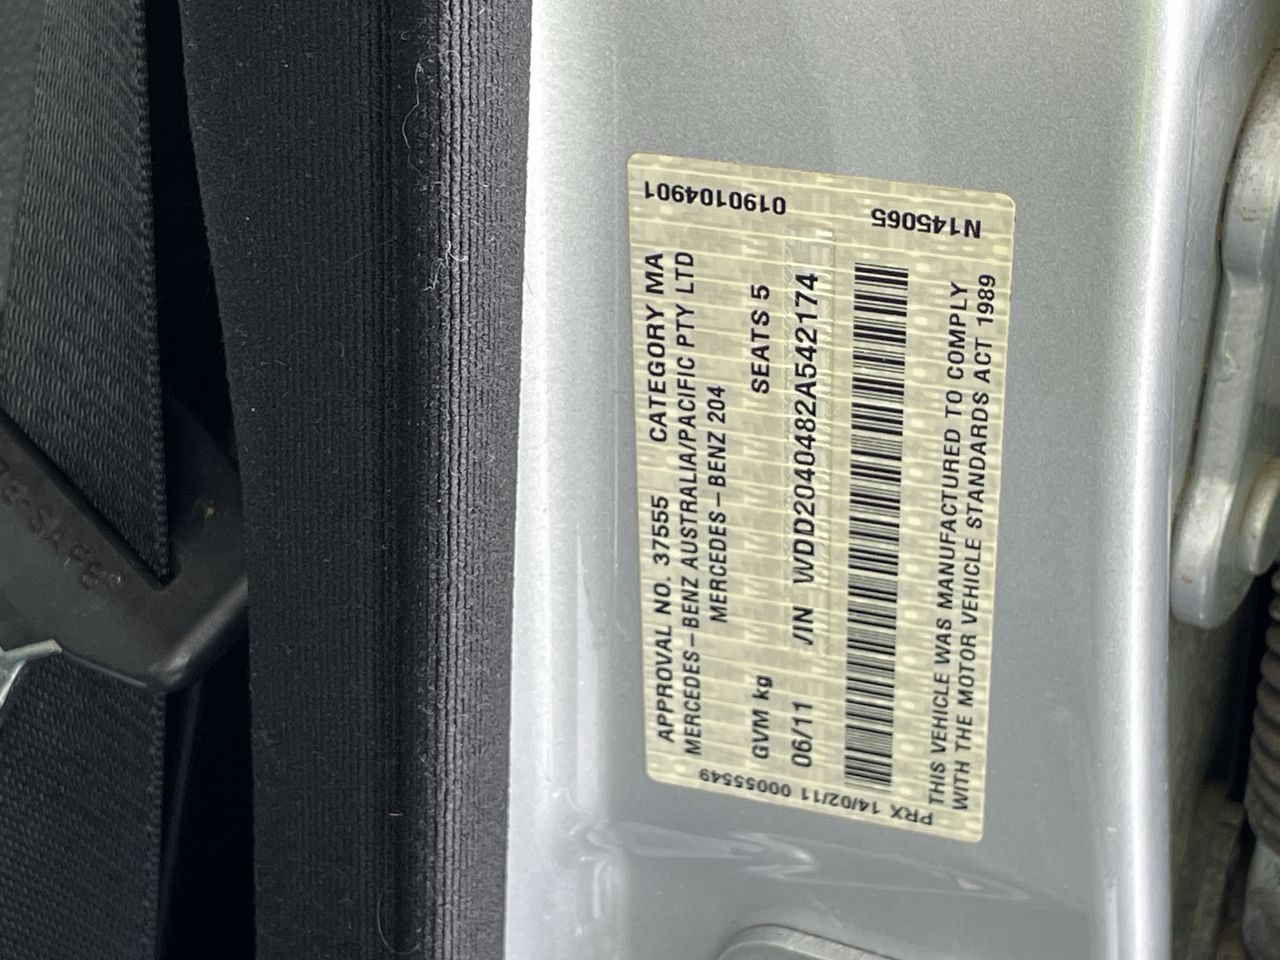 0190104901
N145065
APPROVAL NO. 37555 CATEGORY MA
MERCEDES-BENZ AUSTRALIA/PACIFIC PTY LTD
MERCEDES-BENZ 204
GVM kg SEATS 5
06/11 /IN WDD2040482A542174
THIS VEHICLE WAS MANUFACTURED TO COMPLY
WITH THE MOTOR VEHICLE STANDARDS ACT 1989
PRX 14/02/11 00055549